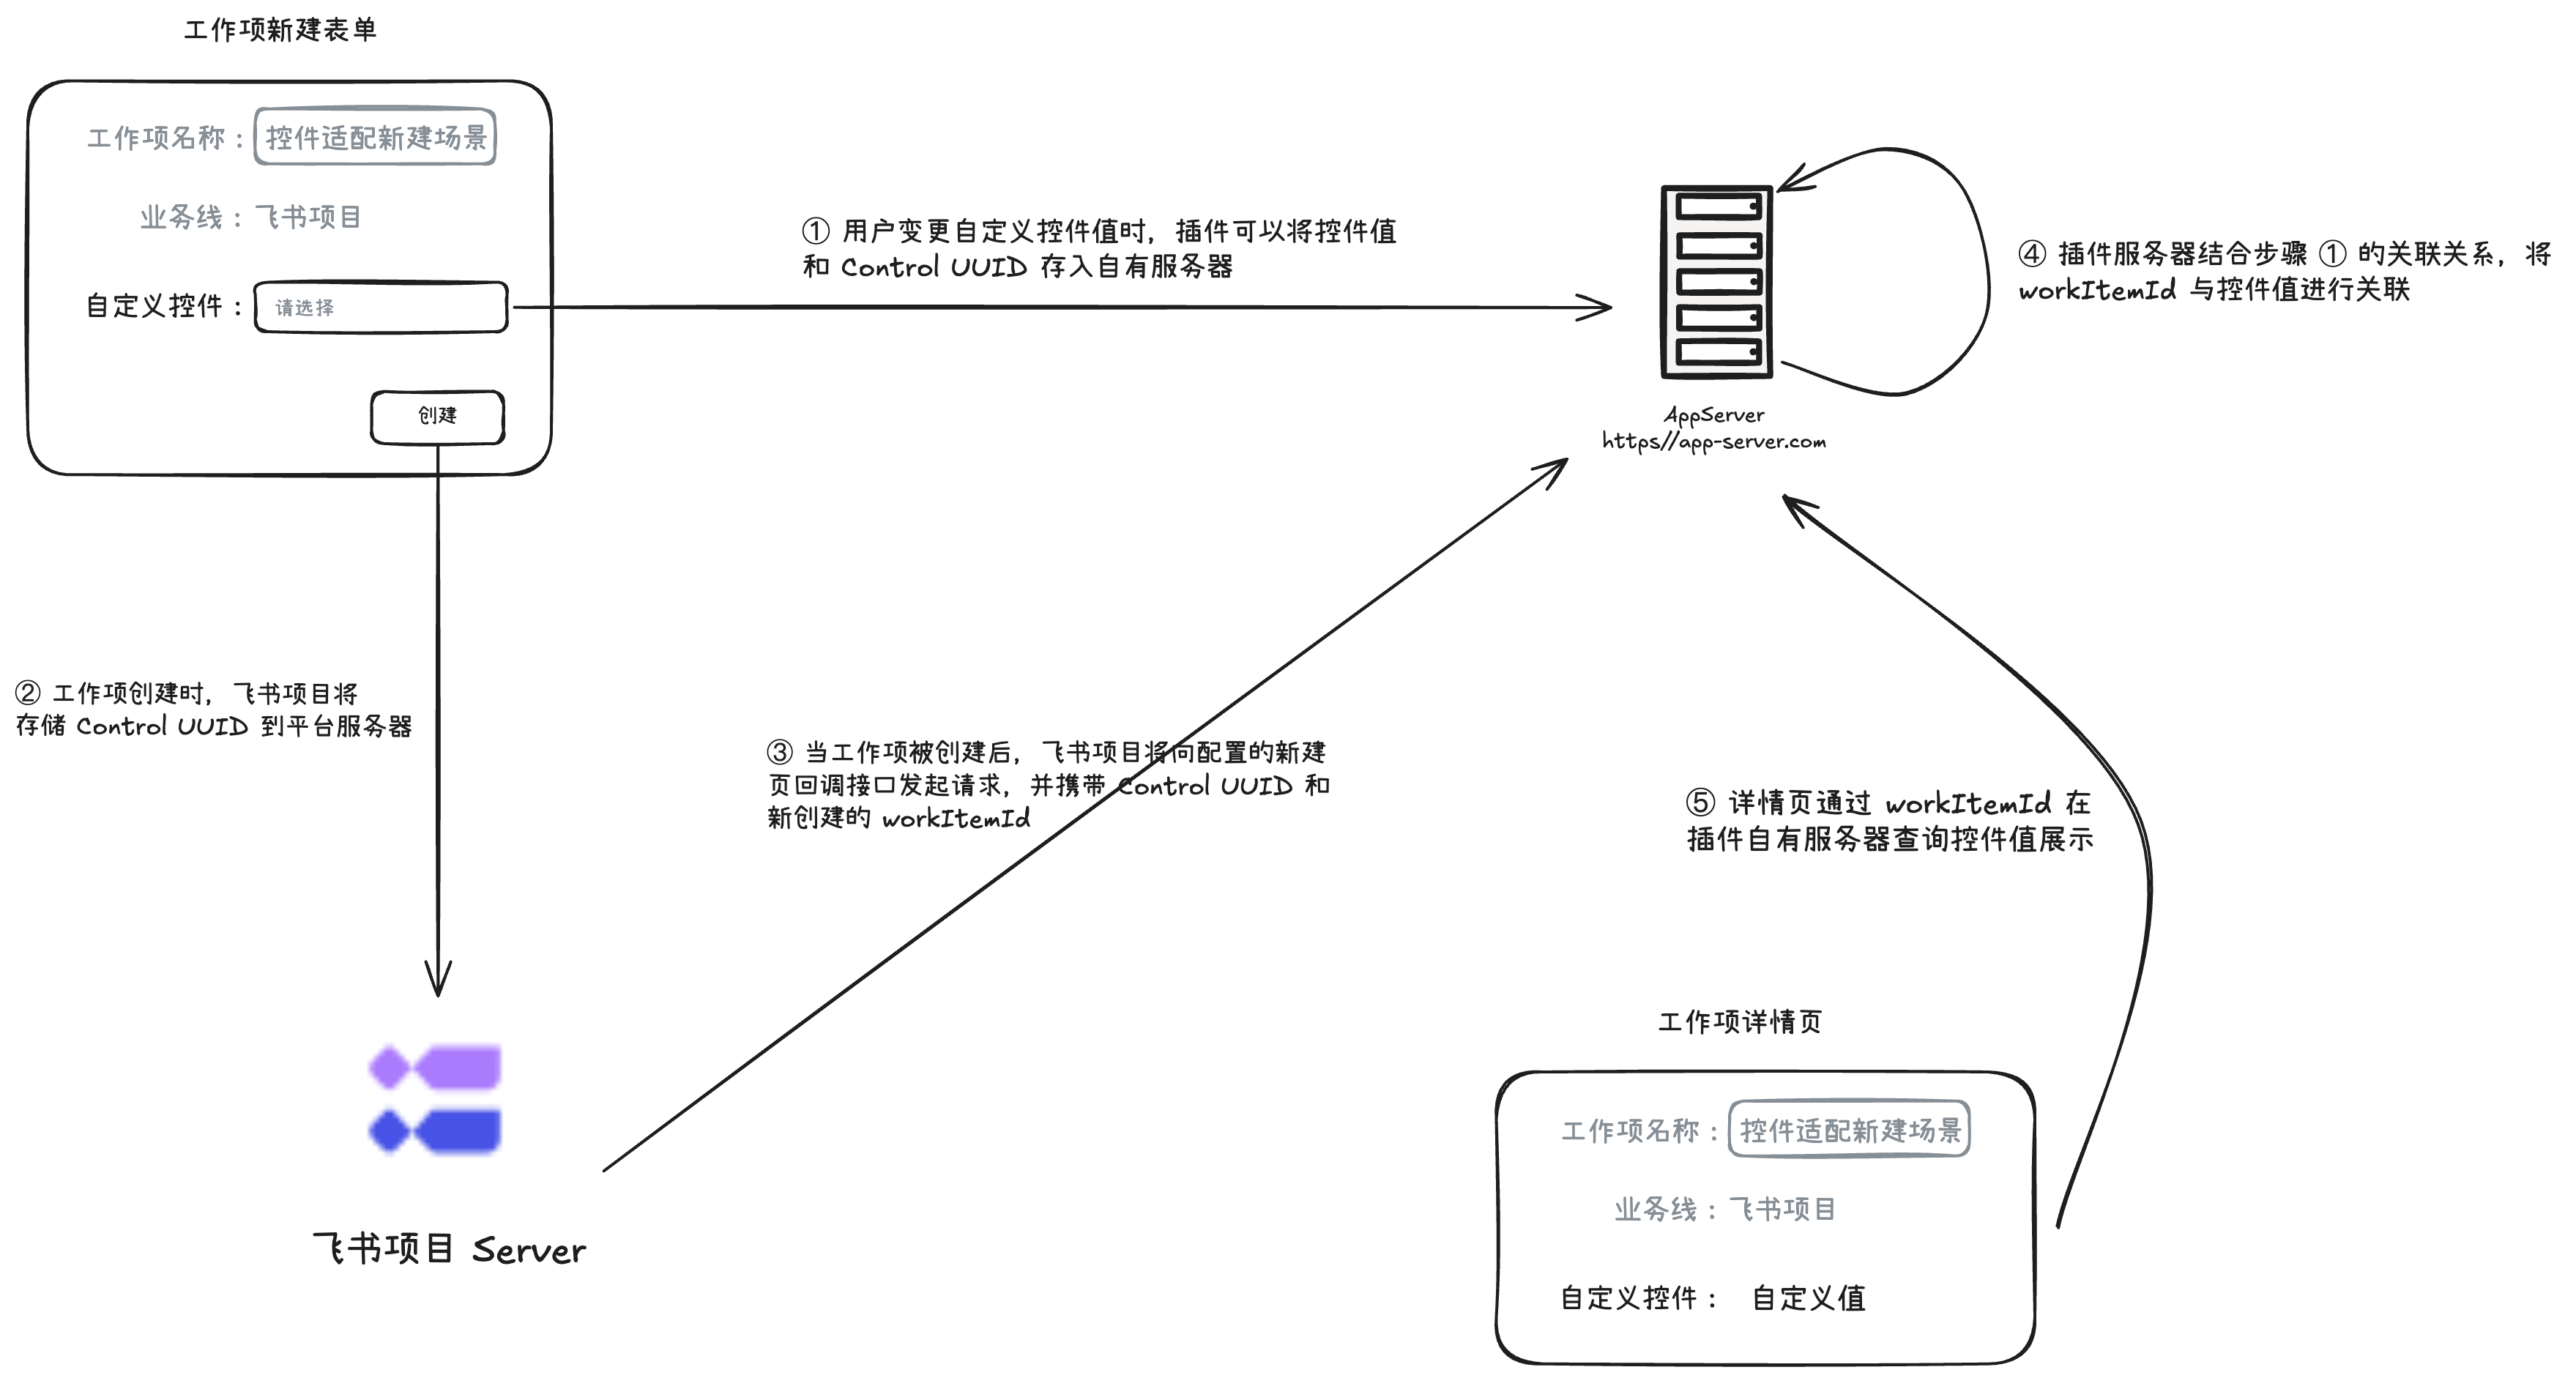 工作项新建表单
工作项名称：控件适配新建场景
业务线：飞书项目
自定义控件：请选择
创建
① 用户变更自定义控件值时，插件可以将控件值
和 Control UUID 存入自有服务器
④ 插件服务器结合步骤 ① 的关联关系，将
workItemId 与控件值进行关联
AppServer
https//app-server.com
② 工作项创建时，飞书项目将
存储 Control UUID 到平台服务器
③ 当工作项被创建后，飞书项目将向配置的新建
页回调接口发起请求，并携带 Control UUID 和
新创建的 workItemId
⑤ 详情页通过 workItemId 在
插件自有服务器查询控件值展示
飞书项目 Server
工作项详情页
工作项名称：控件适配新建场景
业务线：飞书项目
自定义控件： 自定义值